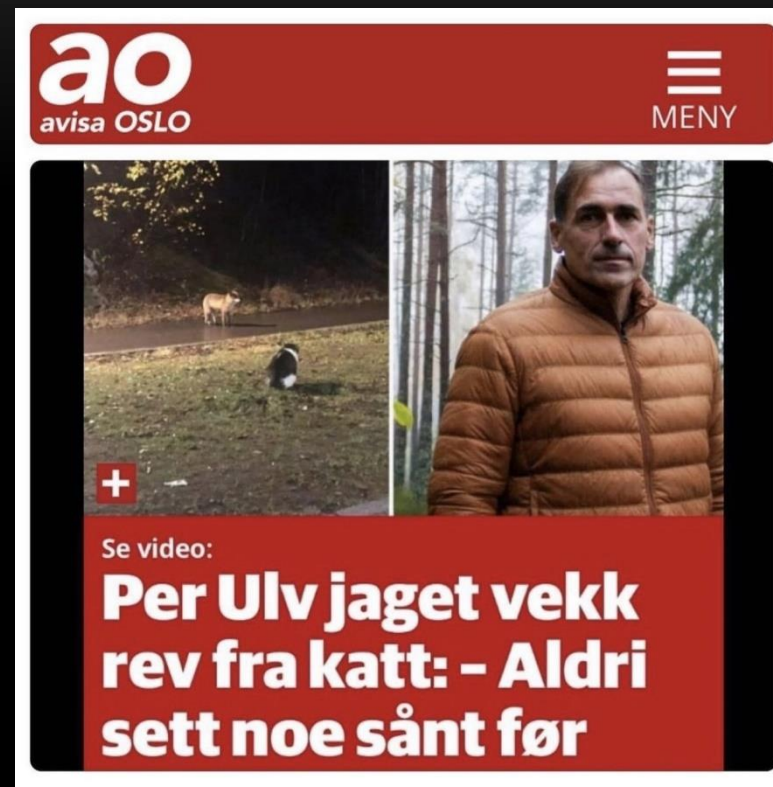 ao
avisa OSLO
MENY
+
Se video:
Per Ulv jaget vekk
rev fra katt: – Aldri
sett noe sånt før